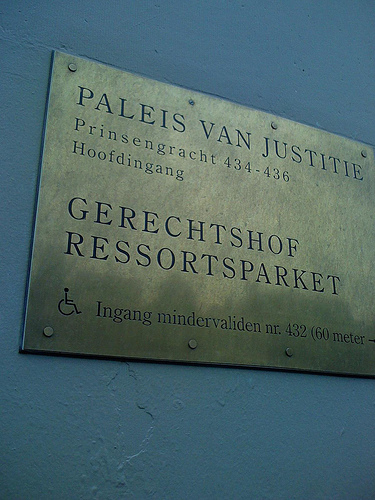 PALEIS VAN JUSTITIE
Prinsengracht 434-436
Hoofdingang
GERECHTSHOF
RESSORTSPARKET
Ingang mindervaliden nr. 432 (60 meter →